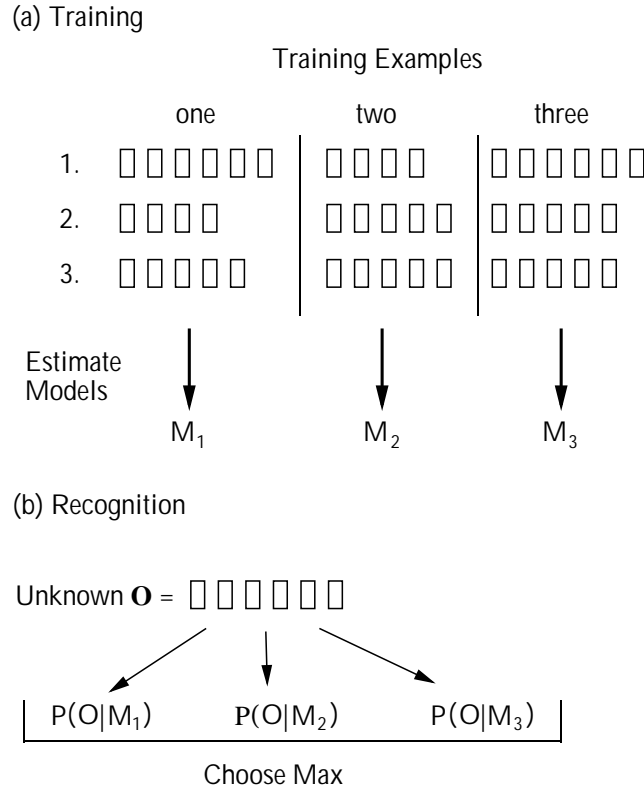 (a) Training
Training Examples
one two three
1.
2.
3.
Estimate
Models
M₁ M₂ M₃
(b) Recognition
Unknown O =
P(O|M₁) P(O|M₂) P(O|M₃)
Choose Max